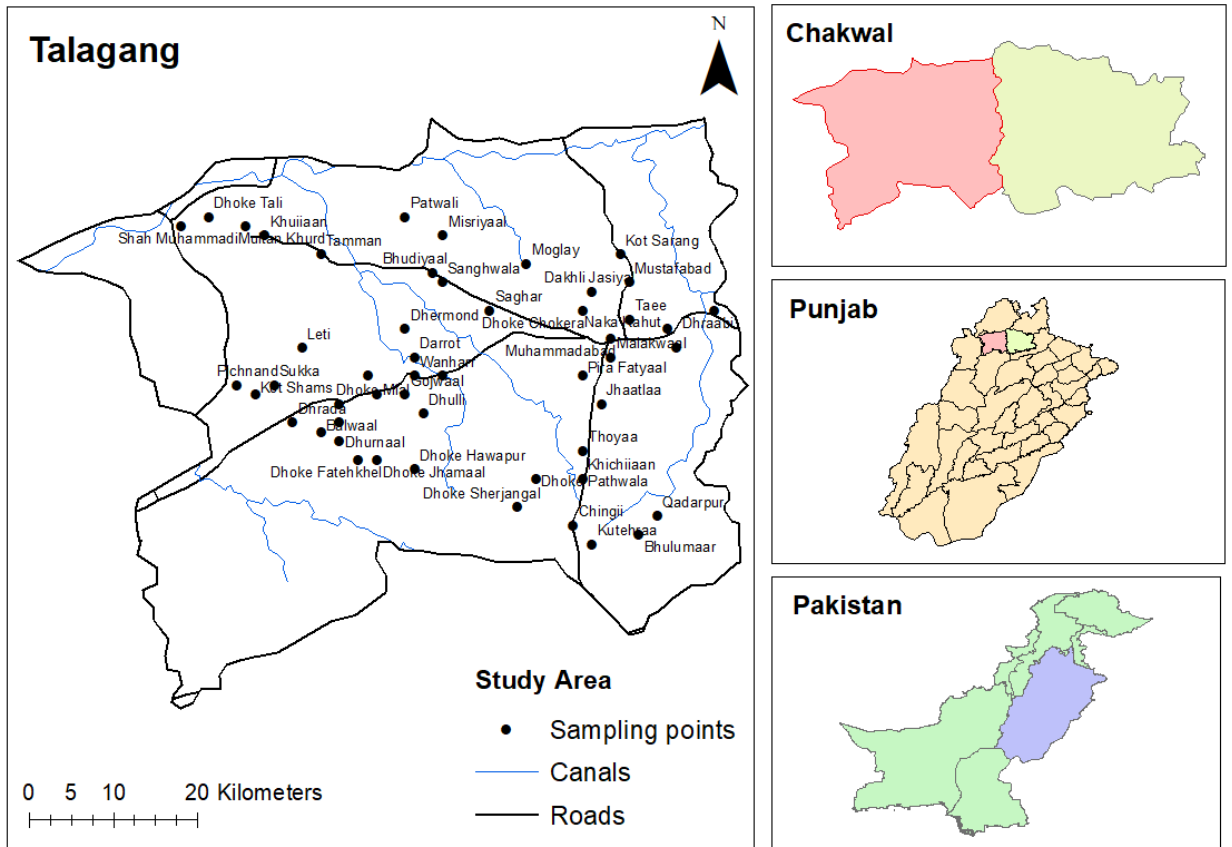 Talagang
N
Dhoke Tali
Patwali
Shah Muhammadi
Multan Khurd
Khuiiaan
Misriyaal
Tamman
Kot Sarang
Bhudiyaal
Sanghwala
Moglay
Mustafabad
Dakhli Jasiyal
Saghar
Taee
Dhermond
Dhoke Chokera
Naka Kahut
Dhraabi
Leti
Darrot
Muhammadabad
Malakwaal
Wanhar
Pira Fatyaal
Pichnand
Sukka
Gojwaal
Kot Shams
Dhoke Mial
Jhaatlaa
Dhrada
Dhulli
Balwaal
Dhurnaal
Thoyaa
Dhoke Hawapur
Khichiiaan
Dhoke Fatehkhel
Dhoke Jhamaal
Dhoke Pathwala
Dhoke Sherjangal
Qadarpur
Chingii
Kutehraa
Bhulumaar
Study Area
Sampling points
Canals
Roads
0 5 10 20 Kilometers
Chakwal
Punjab
Pakistan